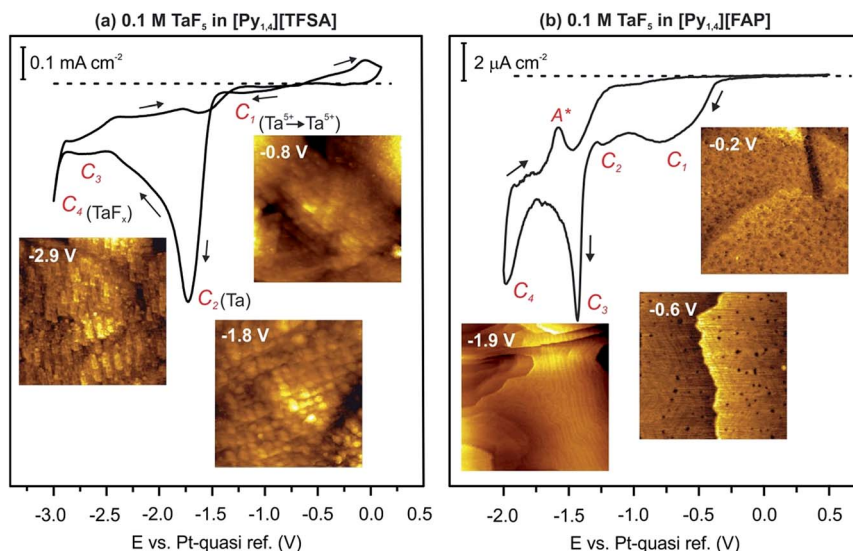 (a) 0.1 M TaF5 in [Py1,4][TFSA]
0.1 mA cm-2
C1 (Ta5+→Ta5+)
-0.8 V
C3
C4 (TaFx)
-2.9 V
C2 (Ta)
-1.8 V
-3.0 -2.5 -2.0 -1.5 -1.0 -0.5 0.0 0.5
E vs. Pt-quasi ref. (V)
(b) 0.1 M TaF5 in [Py1,4][FAP]
2 μA cm-2
A*
C2
C1
-0.2 V
C4
C3
-0.6 V
-1.9 V
-2.0 -1.5 -1.0 -0.5 0.0 0.5
E vs. Pt-quasi ref. (V)